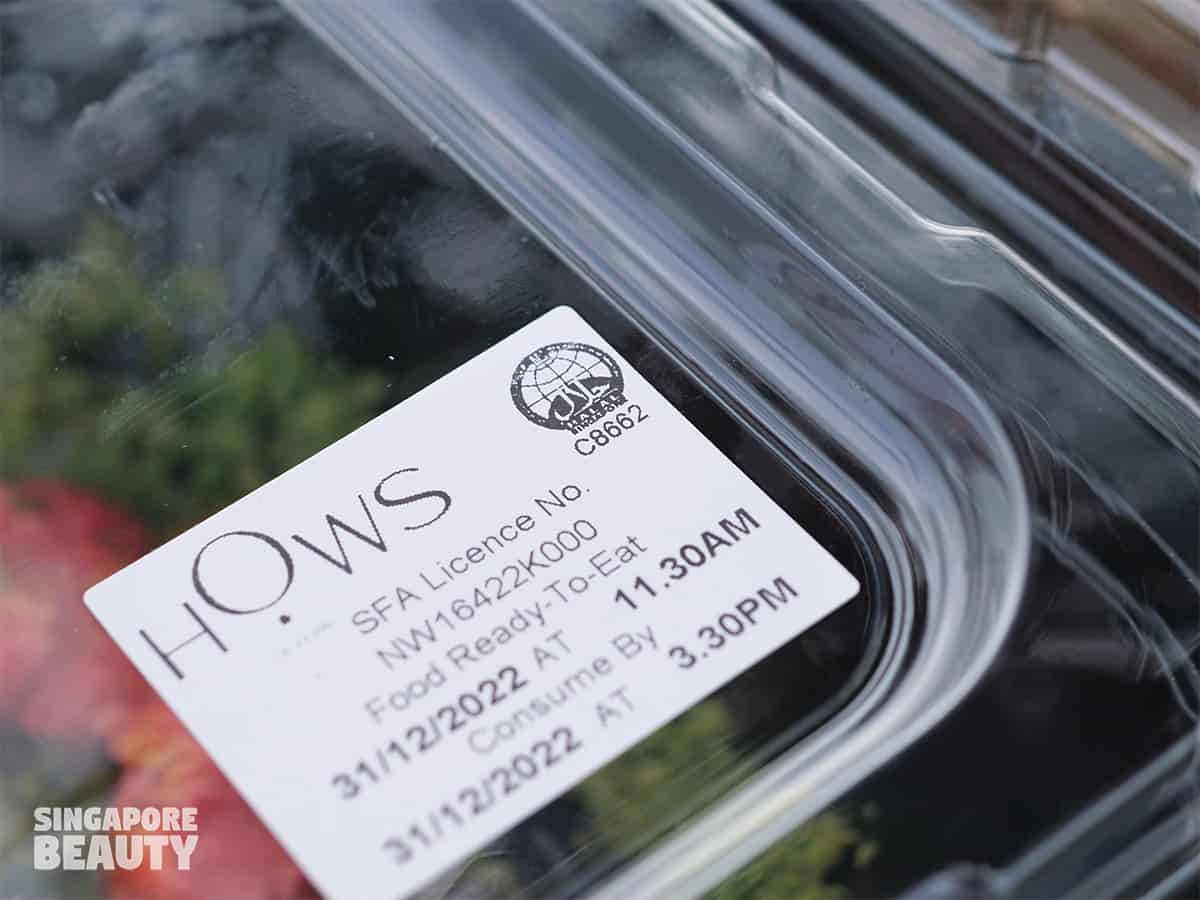 HALAL
C8662
HOWS
SFA Licence No.
NW16422K000
Food Ready-To-Eat
31/12/2022 AT 11.30AM
Consume By
31/12/2022 AT 3.30PM
SINGAPORE
BEAUTY